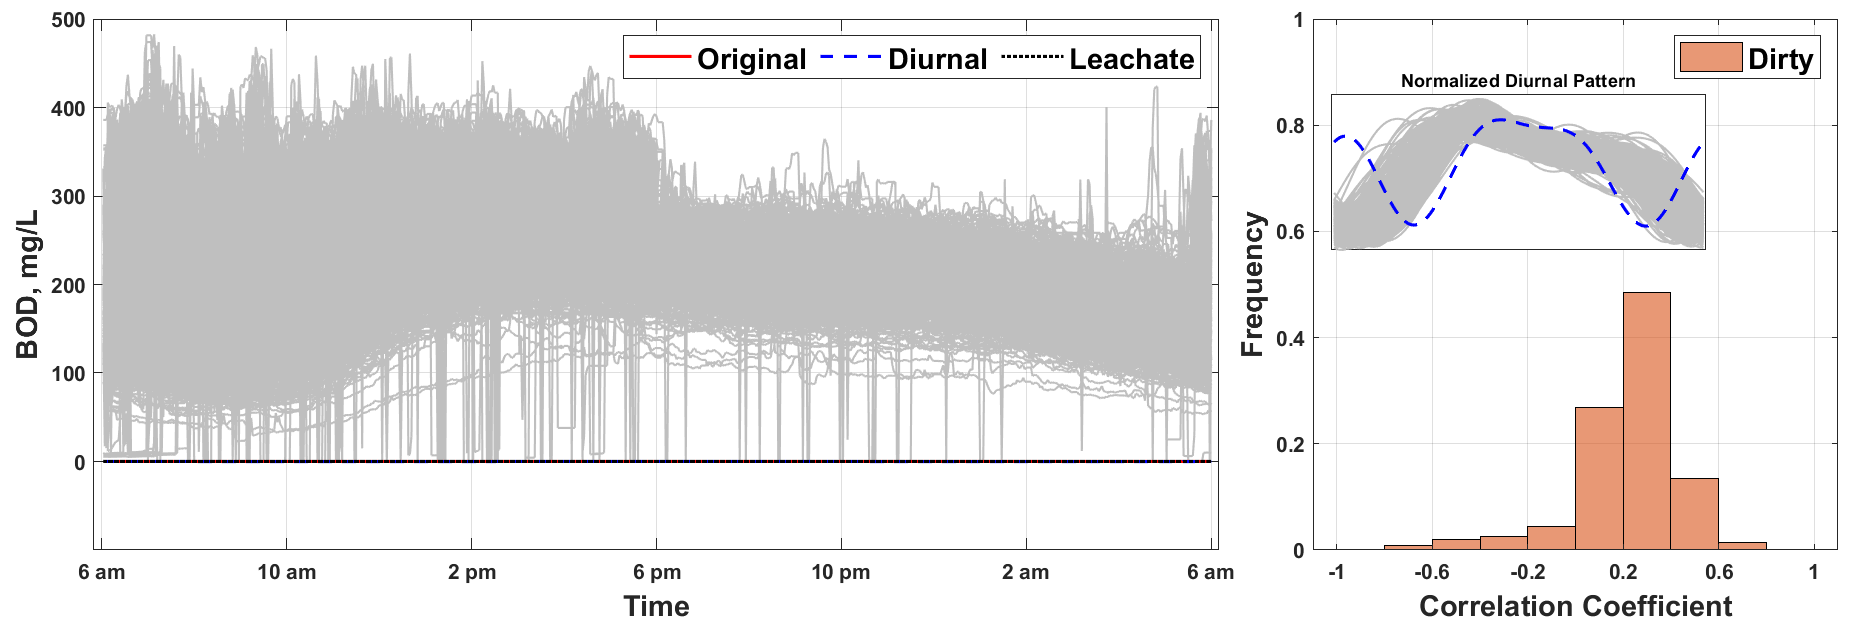 500
400
300
200
100
0
BOD, mg/L
Original Diurnal Leachate
6 am 10 am 2 pm 6 pm 10 pm 2 am 6 am
Time
1
0.8
0.6
0.4
0.2
0
Frequency
Dirty
Normalized Diurnal Pattern
-1 -0.6 -0.2 0.2 0.6 1
Correlation Coefficient